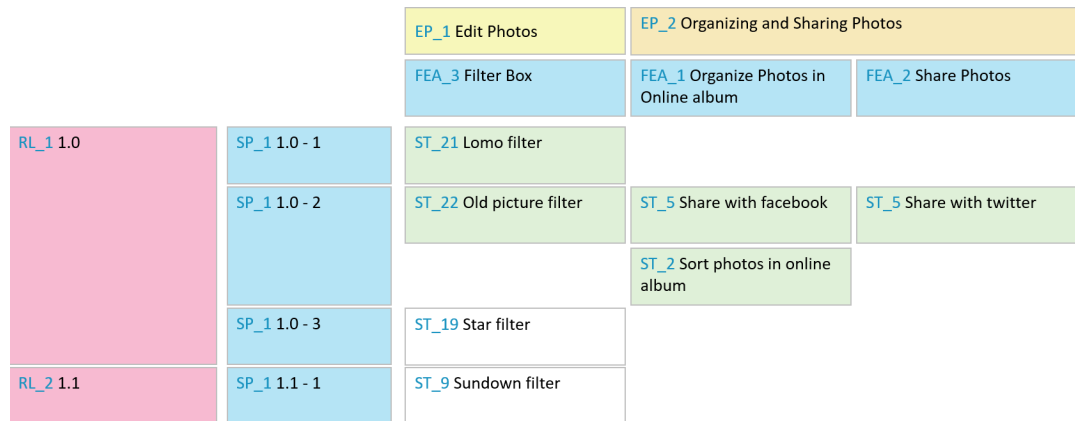 EP_1 Edit Photos
EP_2 Organizing and Sharing Photos
FEA_3 Filter Box
FEA_1 Organize Photos in
Online album
FEA_2 Share Photos
RL_1 1.0
SP_1 1.0 - 1
ST_21 Lomo filter
SP_1 1.0 - 2
ST_22 Old picture filter
ST_5 Share with facebook
ST_5 Share with twitter
ST_2 Sort photos in online
album
SP_1 1.0 - 3
ST_19 Star filter
RL_2 1.1
SP_1 1.1 - 1
ST_9 Sundown filter